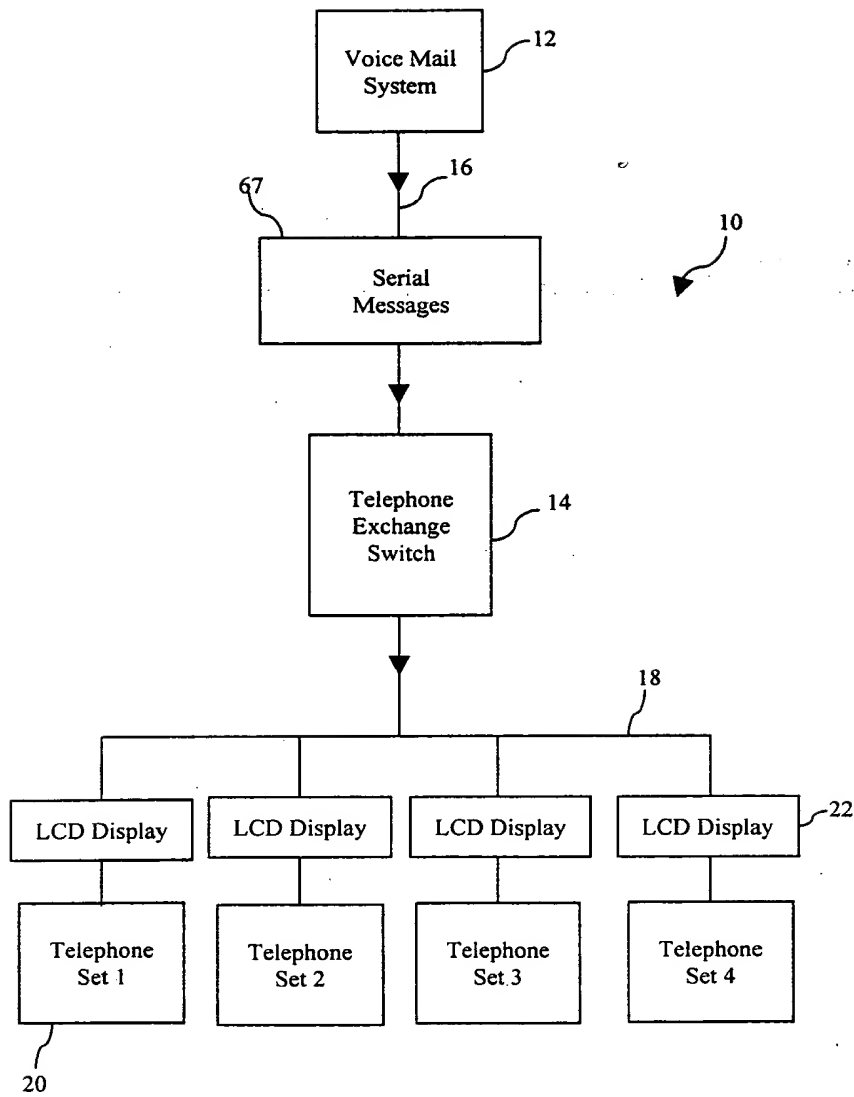 Voice Mail
System
12
16
67
Serial
Messages
10
Telephone
Exchange
Switch
14
18
LCD Display
LCD Display
LCD Display
LCD Display
22
Telephone
Set 1
Telephone
Set 2
Telephone
Set 3
Telephone
Set 4
20